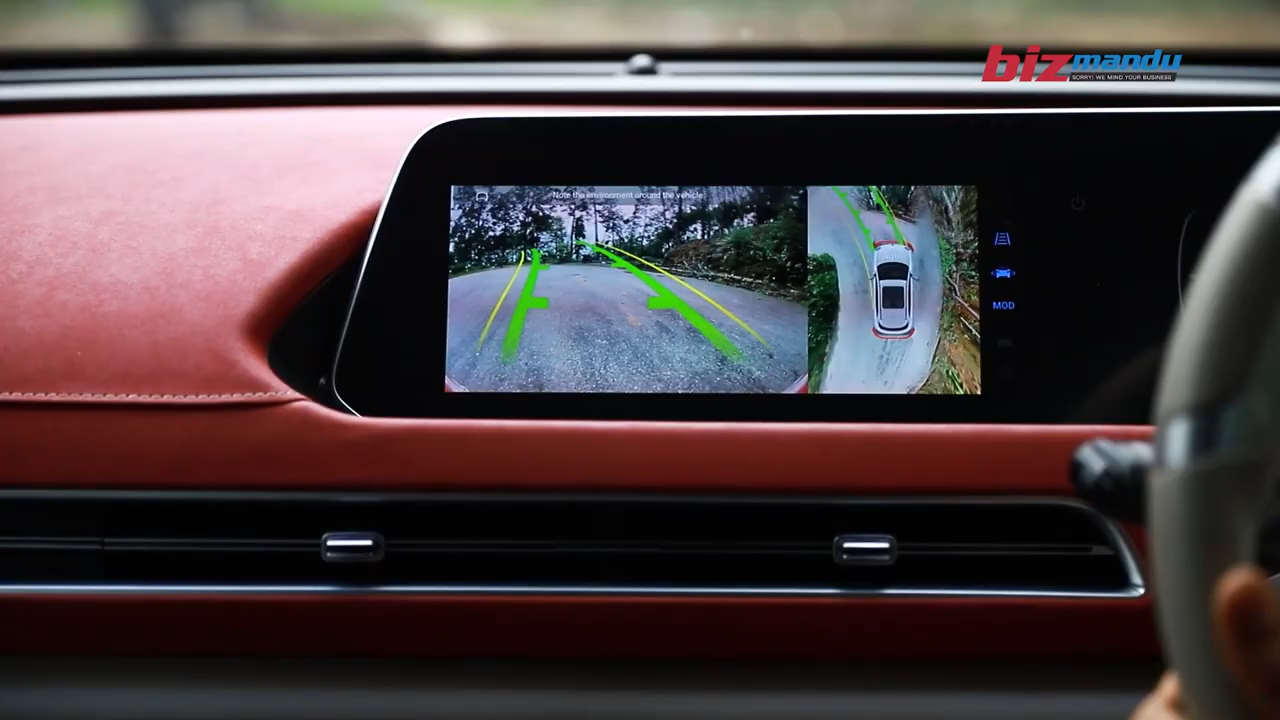 bizmandu
SORRY! WE MIND YOUR BUSINESS
Note the environment around the vehicle!
MOD